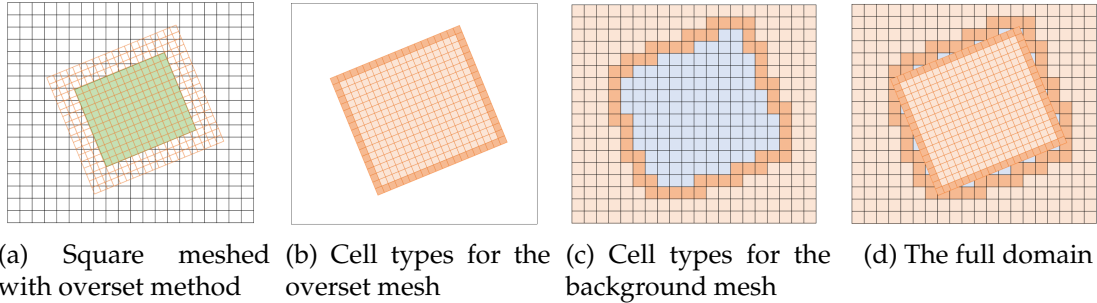 (a) Square meshed with overset method
(b) Cell types for the overset mesh
(c) Cell types for the background mesh
(d) The full domain